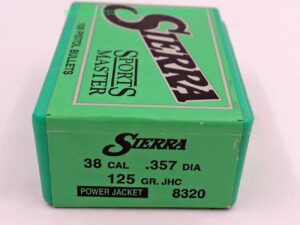 100 PISTOL BULLETS
SIERRA
SPORTS
MASTER
SIERRA
38 CAL .357 DIA
125 GR. JHC
POWER JACKET 8320